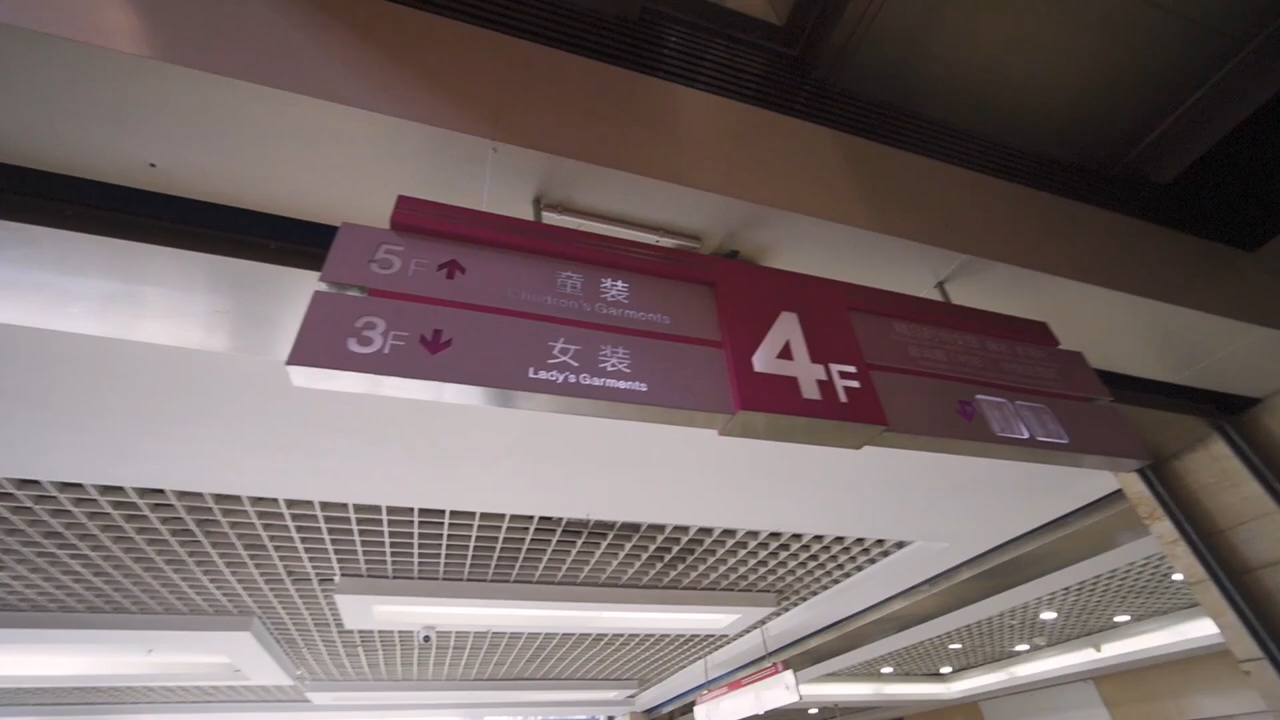 5F
童装
Children's Garments
3F
女装
Lady's Garments
4F